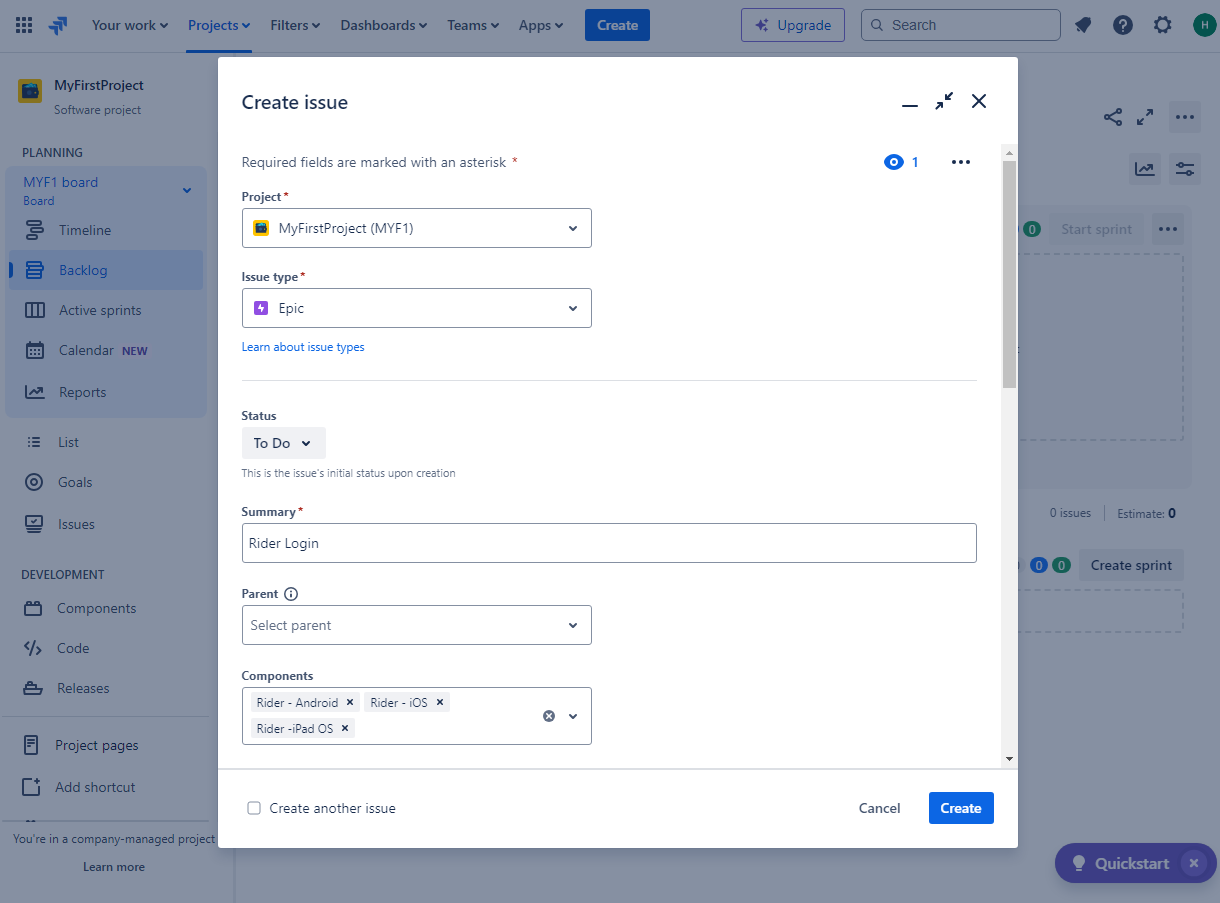 Your work
Projects
Filters
Dashboards
Teams
Apps
Create
Upgrade
Search
H
MyFirstProject
Software project
PLANNING
MYF1 board
Board
Timeline
Backlog
Active sprints
Calendar NEW
Reports
List
Goals
Issues
DEVELOPMENT
Components
Code
Releases
Project pages
Add shortcut
You're in a company-managed project
Learn more
Create issue
Required fields are marked with an asterisk *
1
Project*
MyFirstProject (MYF1)
Issue type*
Epic
Learn about issue types
Status
To Do
This is the issue's initial status upon creation
Summary*
Rider Login
Parent
Select parent
Components
Rider - Android × Rider - iOS ×
Rider -iPad OS ×
Create another issue
Cancel
Create
0 Start sprint
0 issues Estimate: 0
0 0 Create sprint
Quickstart